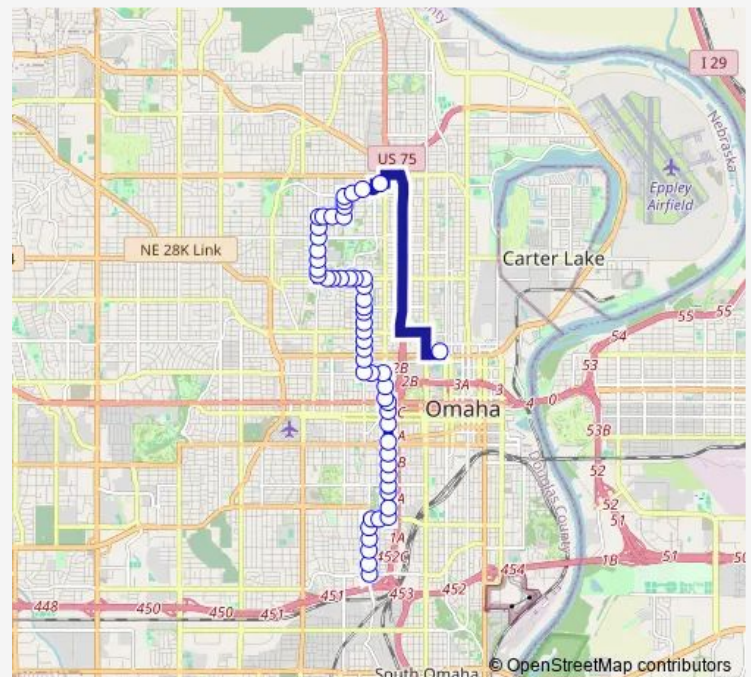 I 29
US 75
Nebraska
Eppley
Airfield
NE 28K Link
Carter Lake
55
55
54
53
2B
2B
3A
3
4
0
Omaha
C
53B
A
B
52
A
52
Douglas County
51
1A
452C
454
1B
51
448
450
450
451
451
453
452
South Omaha
© OpenStreetMap contributors